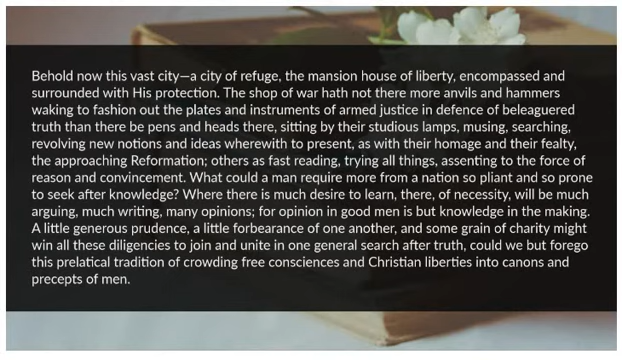 Behold now this vast city—a city of refuge, the mansion house of liberty, encompassed and
surrounded with His protection. The shop of war hath not there more anvils and hammers
waking to fashion out the plates and instruments of armed justice in defence of beleaguered
truth than there be pens and heads there, sitting by their studious lamps, musing, searching,
revolving new notions and ideas wherewith to present, as with their homage and their fealty,
the approaching Reformation; others as fast reading, trying all things, assenting to the force of
reason and convincement. What could a man require more from a nation so pliant and so prone
to seek after knowledge? Where there is much desire to learn, there, of necessity, will be much
arguing, much writing, many opinions; for opinion in good men is but knowledge in the making.
A little generous prudence, a little forbearance of one another, and some grain of charity might
win all these diligencies to join and unite in one general search after truth, could we but forego
this prelatical tradition of crowding free consciences and Christian liberties into canons and
precepts of men.